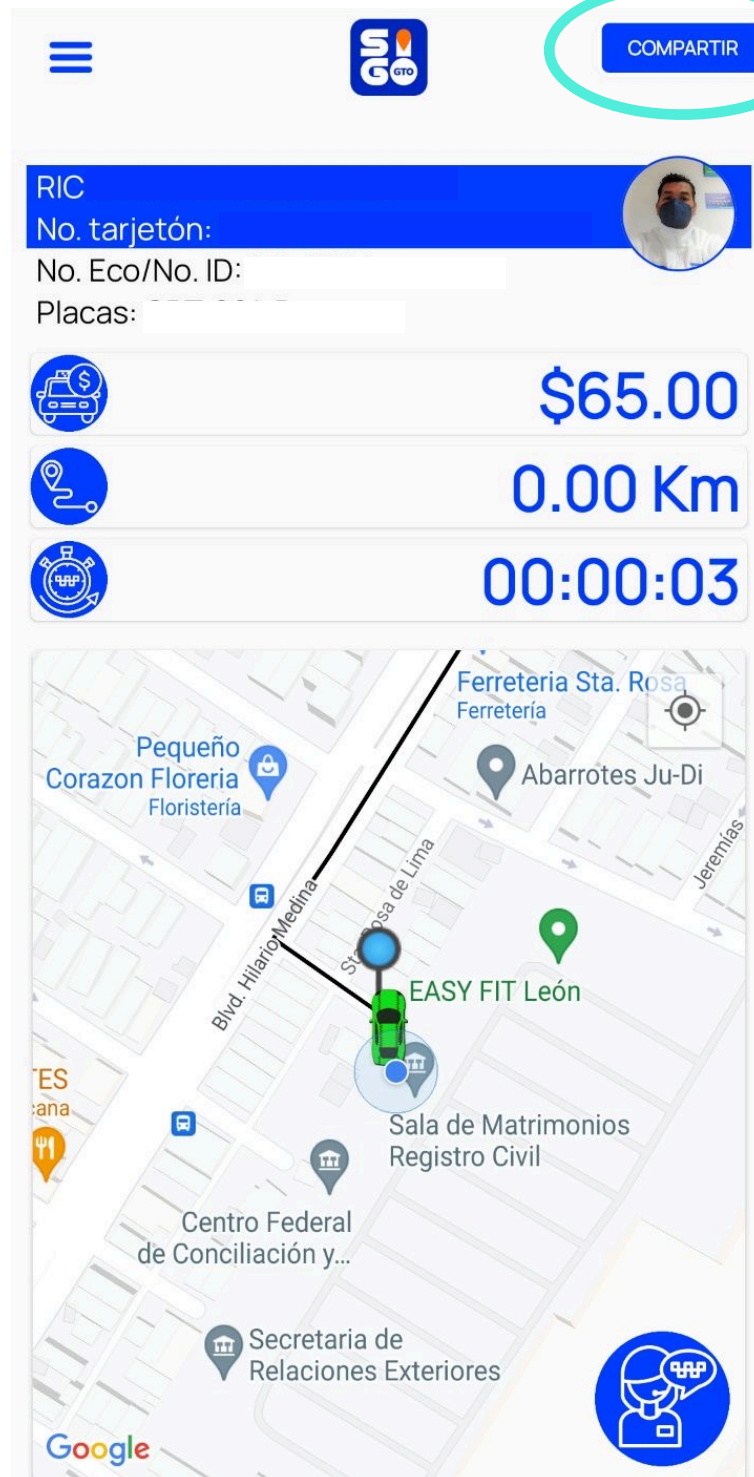 SI
GO GTO
COMPARTIR
RIC
No. tarjetón:
No. Eco/No. ID:
Placas:
$
$65.00
0.00 Km
00:00:03
Ferreteria Sta. Rosa
Ferretería
Pequeño
Corazon Floreria
Floristería
Abarrotes Ju-Di
Jeremías
Sta. Rosa de Lima
Blvd. Hilario Medina
EASY FIT León
TES
cana
Sala de Matrimonios
Registro Civil
Centro Federal
de Conciliación y...
Secretaria de
Relaciones Exteriores
Google